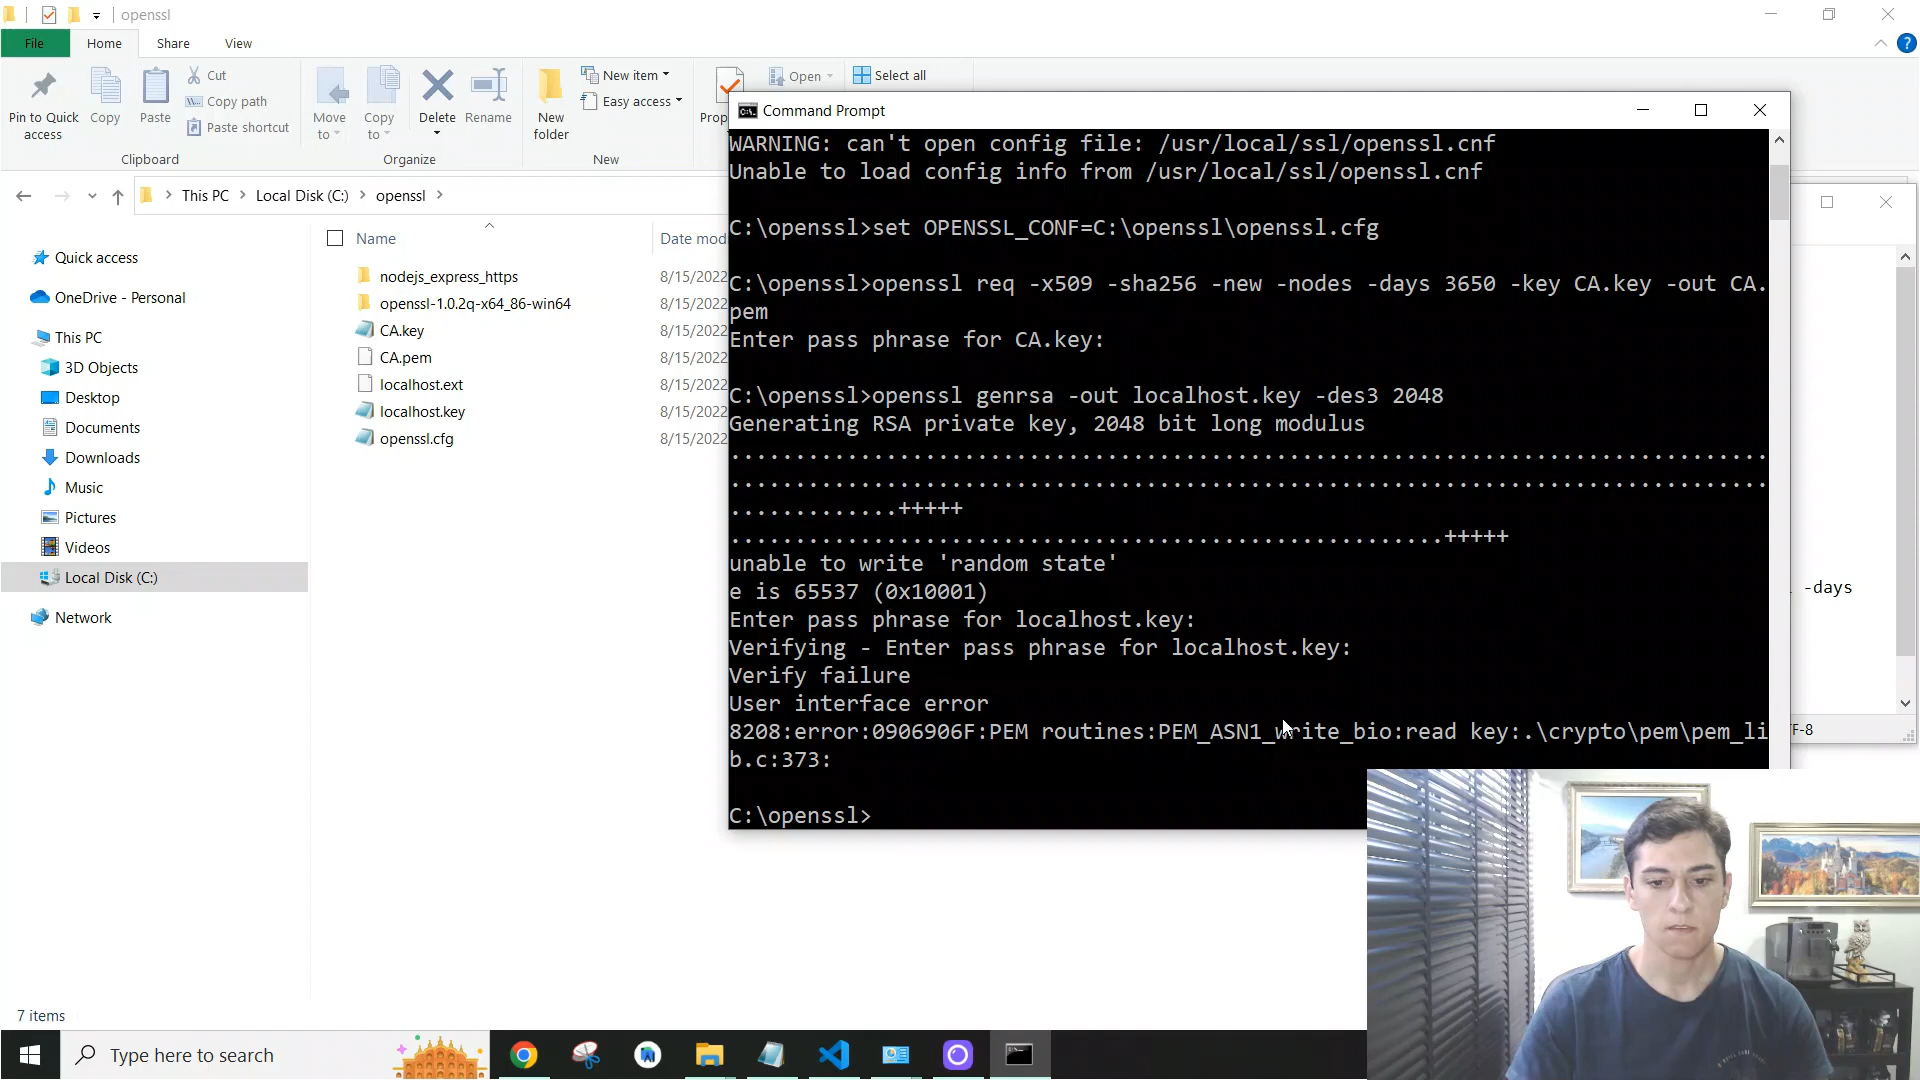 openssl
File
Home
Share
View
Pin to Quick access
Copy
Paste
Cut
Copy path
Paste shortcut
Clipboard
Move to
Copy to
Delete
Rename
Organize
New folder
New item
Easy access
New
Prop
Open
Select all
This PC
Local Disk (C:)
openssl
Quick access
OneDrive - Personal
This PC
3D Objects
Desktop
Documents
Downloads
Music
Pictures
Videos
Local Disk (C:)
Network
Name
Date mod
nodejs_express_https
8/15/2022
openssl-1.0.2q-x64_86-win64
8/15/2022
CA.key
8/15/2022
CA.pem
8/15/2022
localhost.ext
8/15/2022
localhost.key
8/15/2022
openssl.cfg
8/15/2022
Command Prompt
WARNING: can't open config file: /usr/local/ssl/openssl.cnf
Unable to load config info from /usr/local/ssl/openssl.cnf
C:\openssl>set OPENSSL_CONF=C:\openssl\openssl.cfg
C:\openssl>openssl req -x509 -sha256 -new -nodes -days 3650 -key CA.key -out CA.
pem
Enter pass phrase for CA.key:
C:\openssl>openssl genrsa -out localhost.key -des3 2048
Generating RSA private key, 2048 bit long modulus
................................................................................
................................................................................
.............+++++
.......................................................+++++
unable to write 'random state'
e is 65537 (0x10001)
Enter pass phrase for localhost.key:
Verifying - Enter pass phrase for localhost.key:
Verify failure
User interface error
8208:error:0906906F:PEM routines:PEM_ASN1_write_bio:read key:.\crypto\pem\pem_li
b.c:373:
C:\openssl>
-days
F-8
7 items
Type here to search